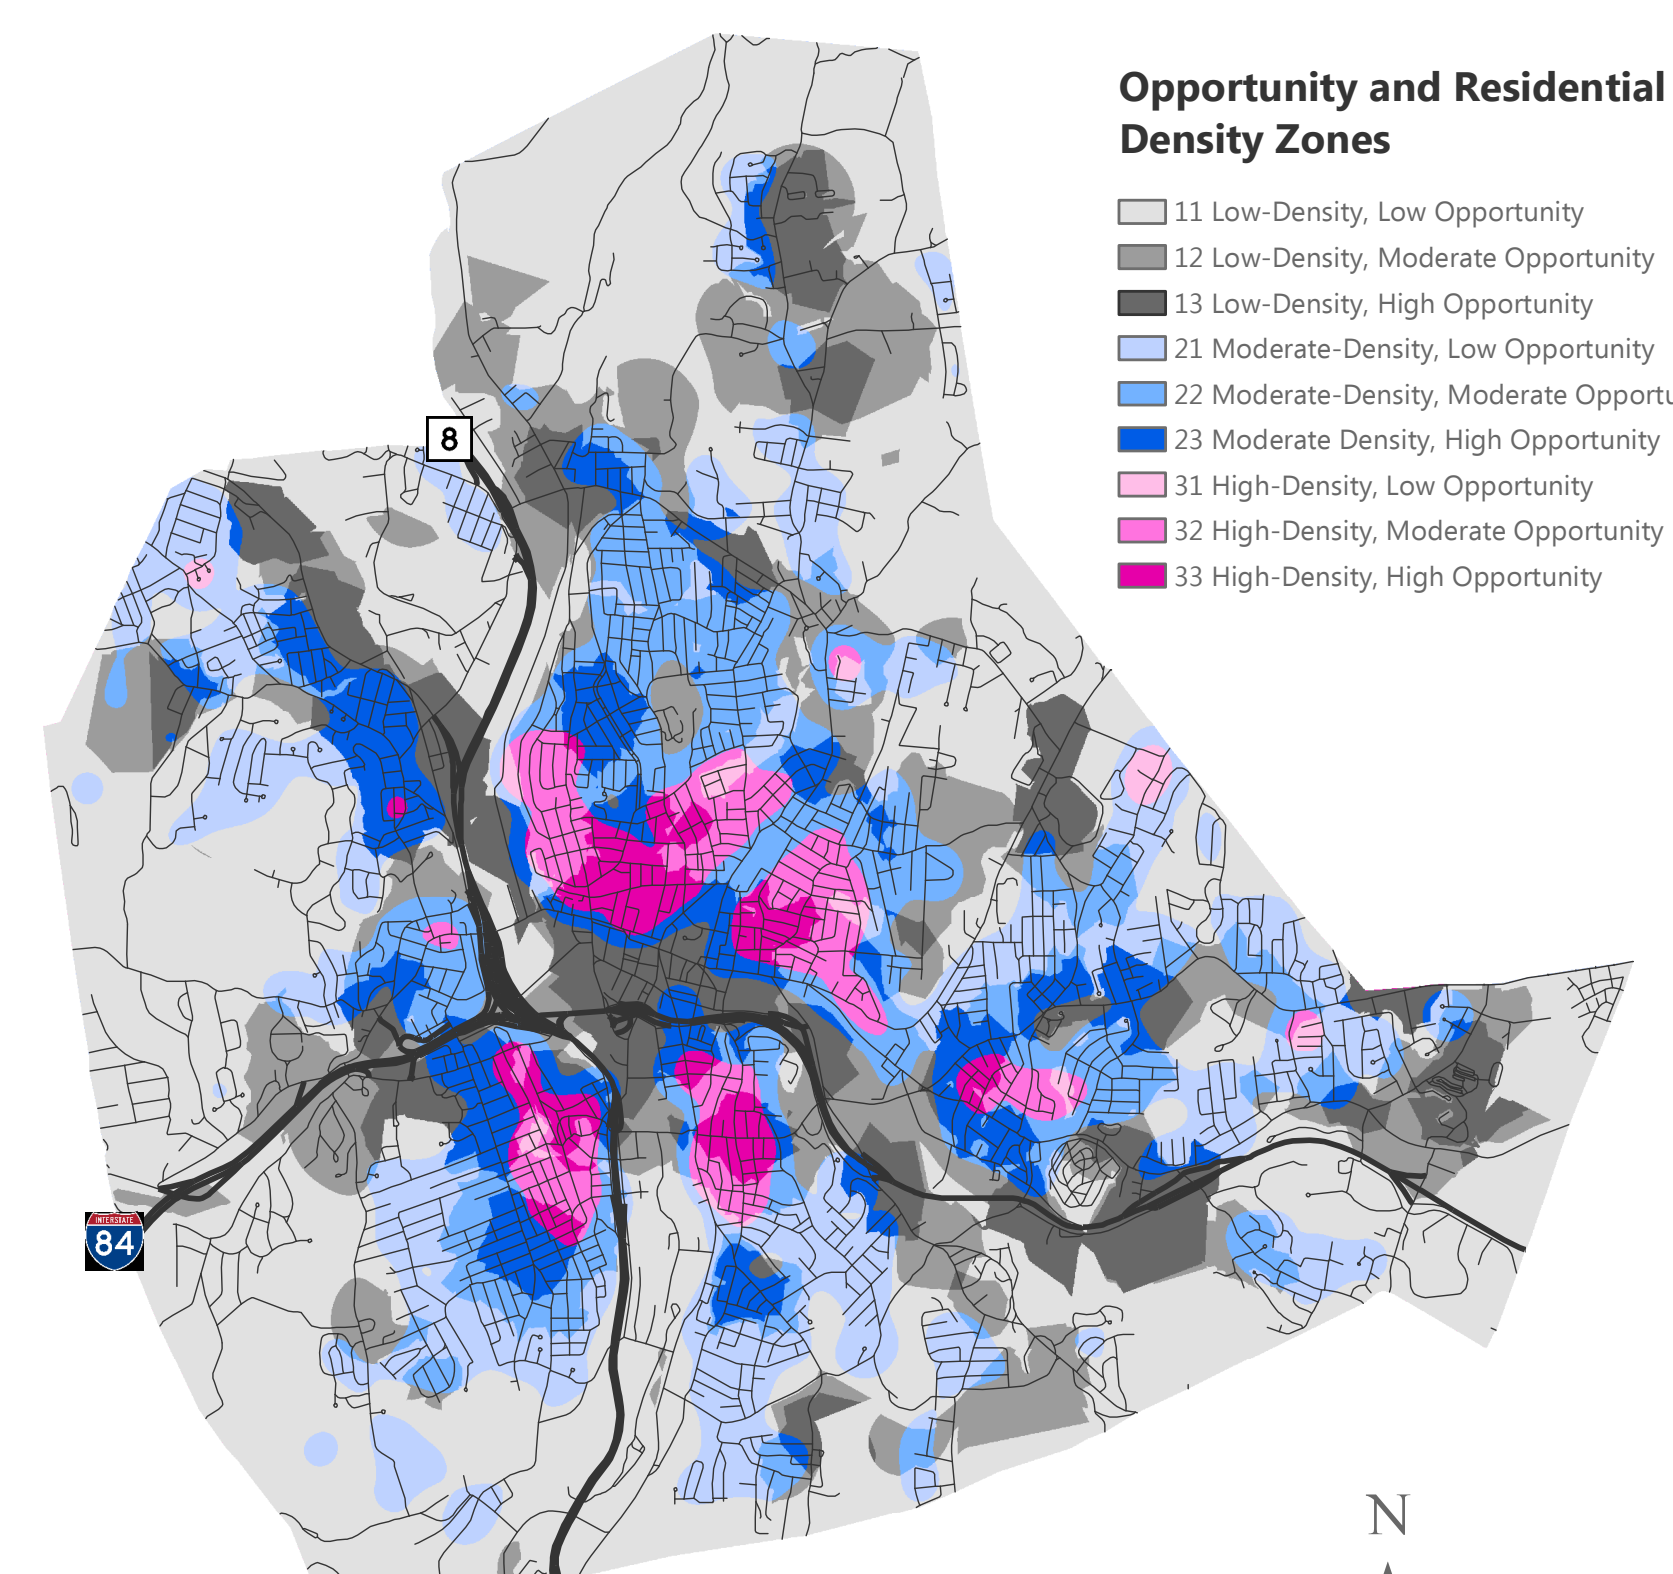 Opportunity and Residential
Density Zones
11 Low-Density, Low Opportunity
12 Low-Density, Moderate Opportunity
13 Low-Density, High Opportunity
21 Moderate-Density, Low Opportunity
22 Moderate-Density, Moderate Opportu
23 Moderate Density, High Opportunity
31 High-Density, Low Opportunity
32 High-Density, Moderate Opportunity
33 High-Density, High Opportunity
8
INTERSTATE
84
N